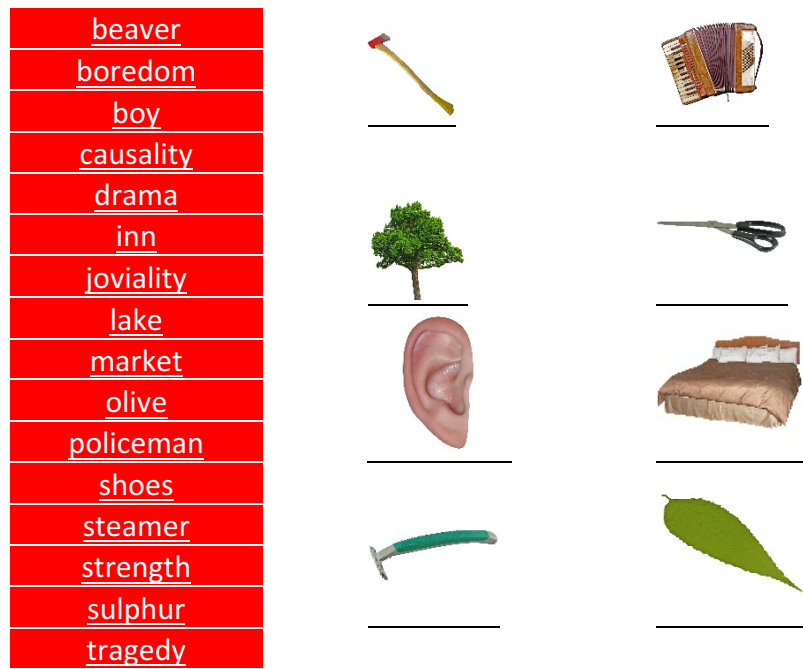 beaver
boredom
boy
causality
drama
inn
joviality
lake
market
olive
policeman
shoes
steamer
strength
sulphur
tragedy